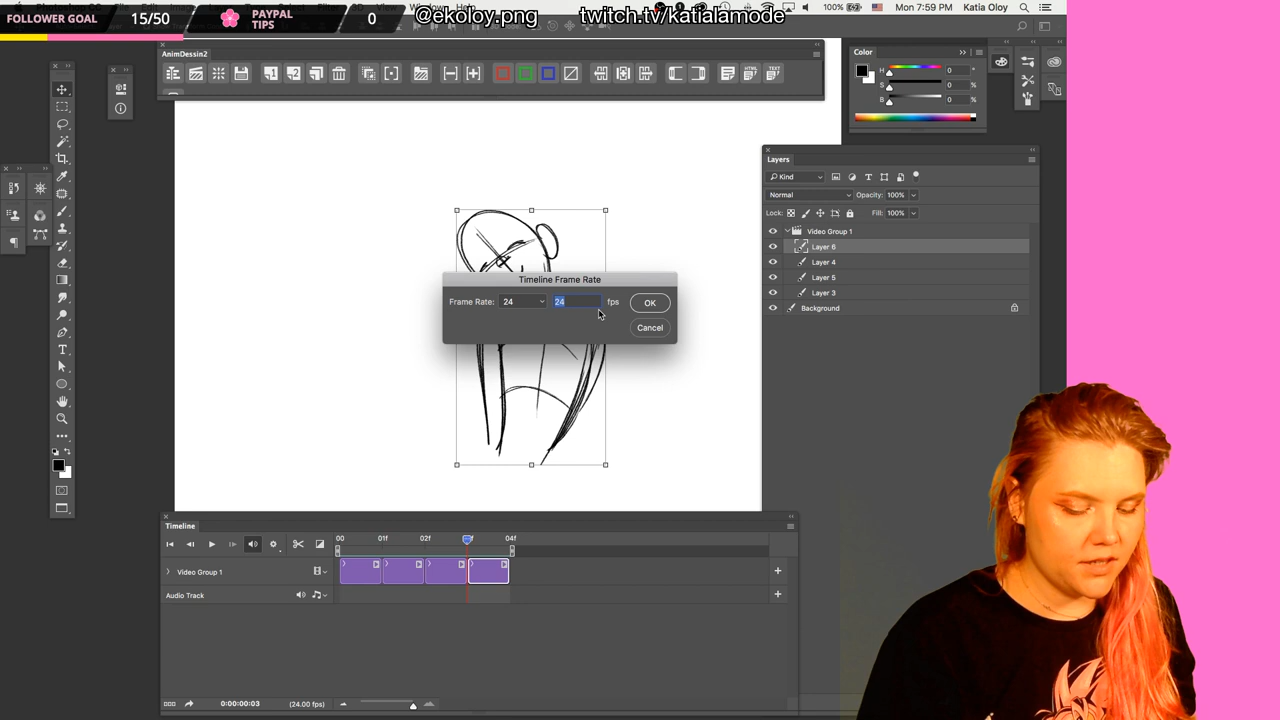 FOLLOWER GOAL 15/50 PAYPAL TIPS 0 @ekoloy.png twitch.tv/katialamode
100% Mon 7:59 PM Katia Oloy
AnimDessin2
Color
H 0 °
S 0 %
B 0 %
Layers
Kind
Normal Opacity: 100%
Lock: Fill: 100%
Video Group 1
Layer 6
Layer 4
Layer 5
Layer 3
Background
Timeline Frame Rate
Frame Rate: 24 24 fps OK
Cancel
Timeline
00 01f 02f f 04f
Video Group 1
Audio Track
0:00:00:03 (24.00 fps)